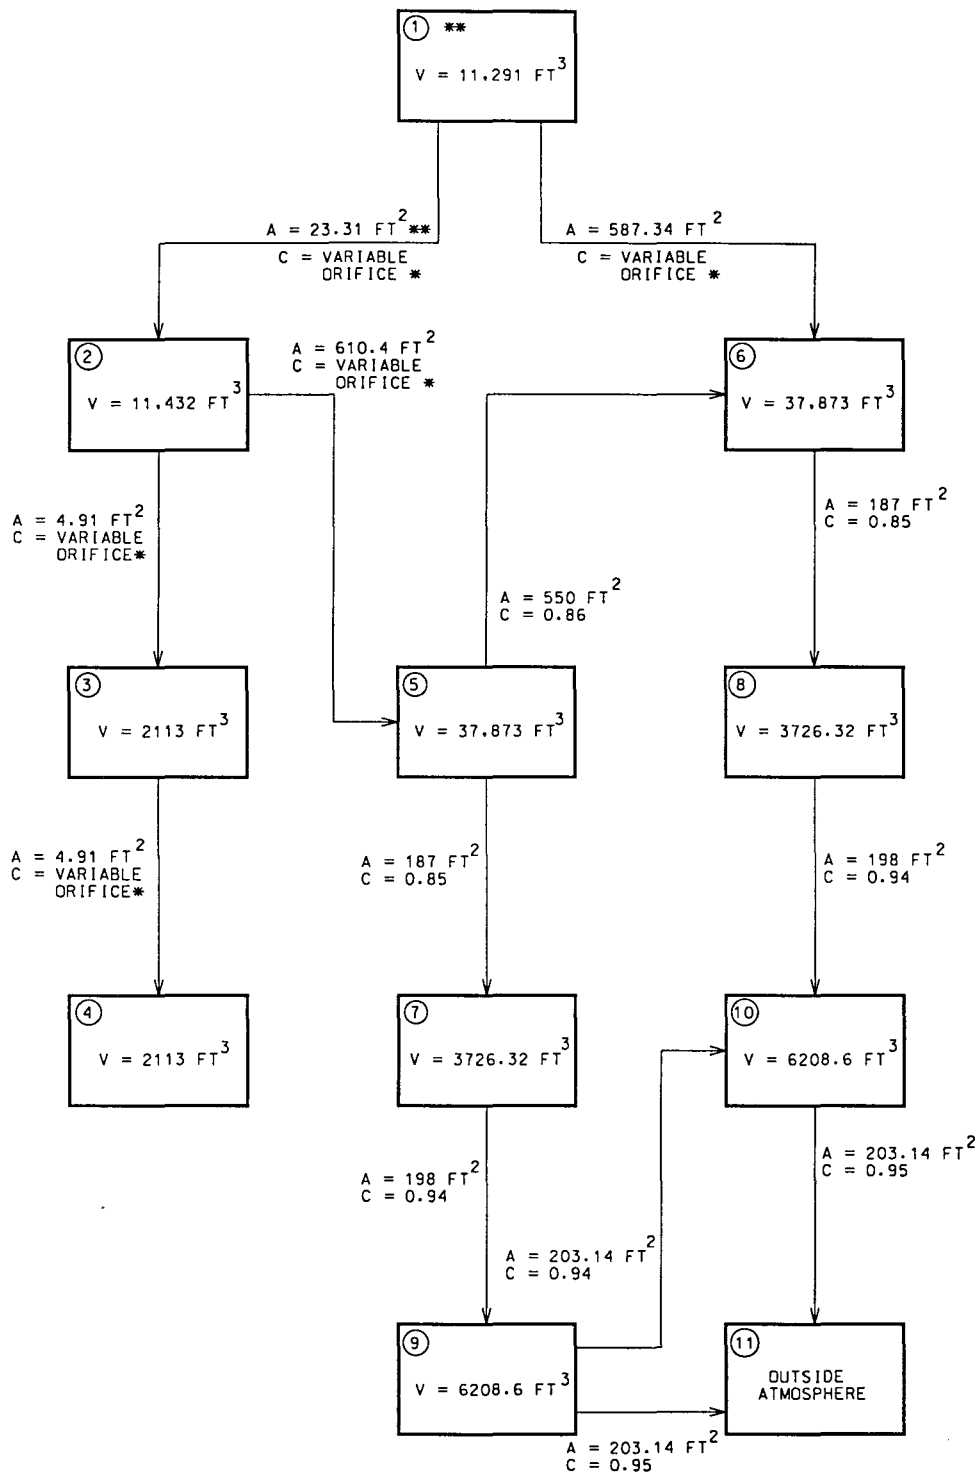 1 **
V = 11.291 FT3
A = 23.31 FT2 **
C = VARIABLE
ORIFICE *
A = 587.34 FT2
C = VARIABLE
ORIFICE *
2
V = 11.432 FT3
A = 610.4 FT2
C = VARIABLE
ORIFICE *
6
V = 37.873 FT3
A = 4.91 FT2
C = VARIABLE
ORIFICE*
A = 187 FT2
C = 0.85
A = 550 FT2
C = 0.86
3
V = 2113 FT3
5
V = 37.873 FT3
8
V = 3726.32 FT3
A = 4.91 FT2
C = VARIABLE
ORIFICE*
A = 187 FT2
C = 0.85
A = 198 FT2
C = 0.94
4
V = 2113 FT3
7
V = 3726.32 FT3
10
V = 6208.6 FT3
A = 198 FT2
C = 0.94
A = 203.14 FT2
C = 0.95
A = 203.14 FT2
C = 0.94
9
V = 6208.6 FT3
11
OUTSIDE
ATMOSPHERE
A = 203.14 FT2
C = 0.95